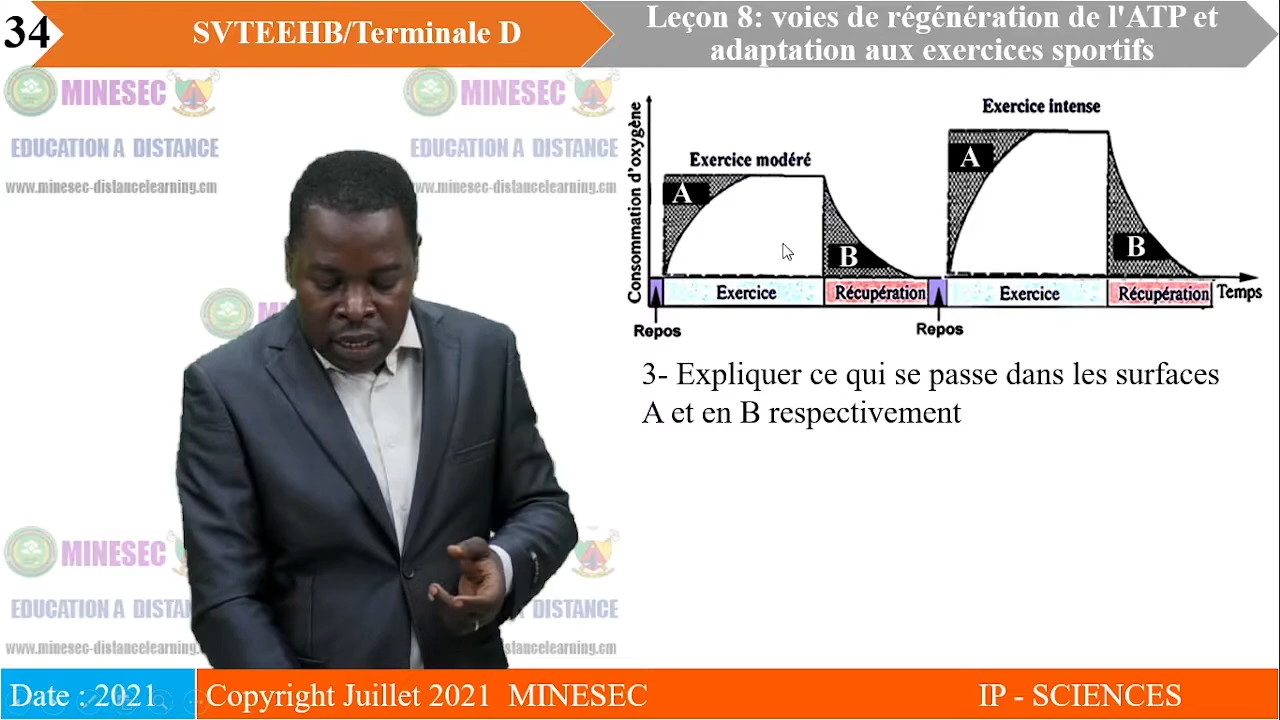 34
SVTEEHB/Terminale D
Leçon 8: voies de régénération de l'ATP et
adaptation aux exercices sportifs
MINESEC
EDUCATION A DISTANCE
www.minesec-distancelearning.cm
MINESEC
EDUCATION A DISTANCE
www.minesec-distancelearning.cm
MINES
MINESEC
EDUCATION A DISTAN
www.minesec-distancelearning
DISTANCE
stancelearning.cm
Consommation d'oxygène
Exercice modéré
A
B
Exercice intense
A
B
Exercice
Récupération
Exercice
Récupération
Temps
Repos
Repos
3- Expliquer ce qui se passe dans les surfaces
A et en B respectivement
Date : 2021
Copyright Juillet 2021 MINESEC
IP - SCIENCES